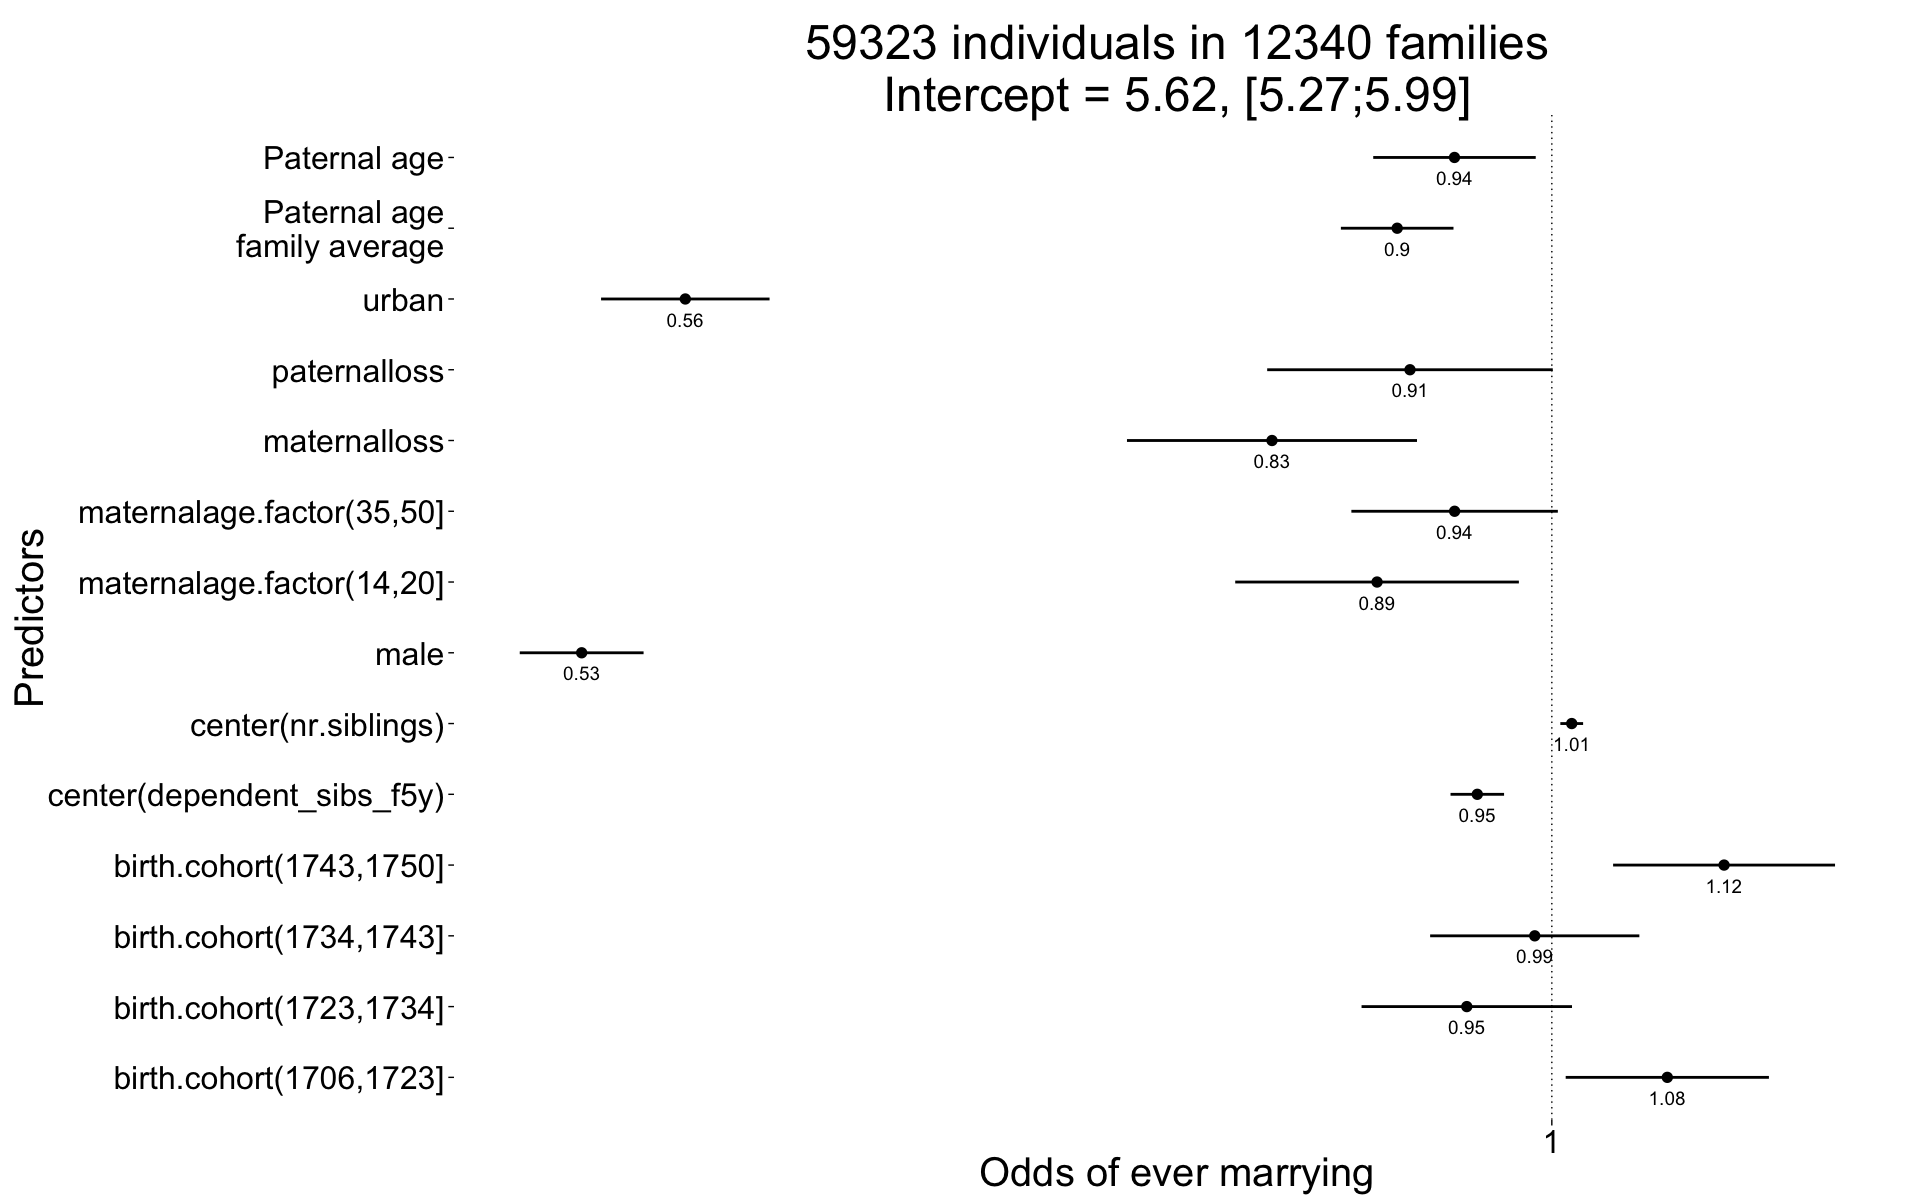 59323 individuals in 12340 families
Intercept = 5.62, [5.27;5.99]
Predictors
Paternal age
0.94
Paternal age
family average
0.9
urban
0.56
paternalloss
0.91
maternalloss
0.83
maternalage.factor(35,50]
0.94
maternalage.factor(14,20]
0.89
male
0.53
center(nr.siblings)
1.01
center(dependent_sibs_f5y)
0.95
birth.cohort(1743,1750]
1.12
birth.cohort(1734,1743]
0.99
birth.cohort(1723,1734]
0.95
birth.cohort(1706,1723]
1.08
1
Odds of ever marrying